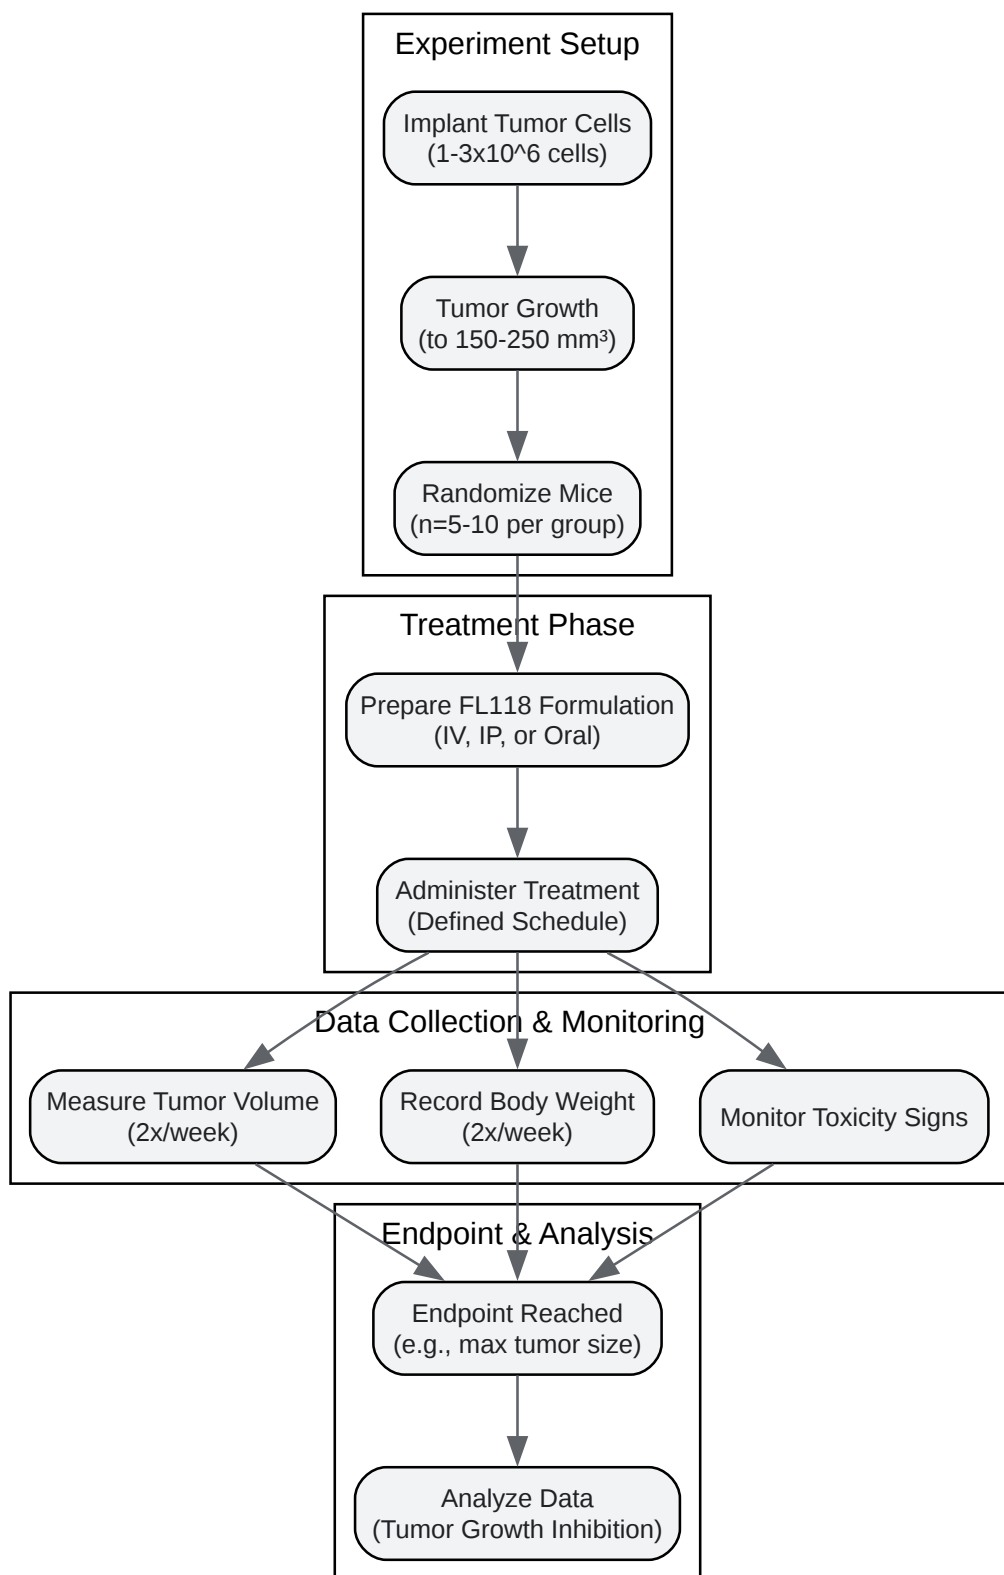 Experiment Setup
Implant Tumor Cells
(1-3x10^6 cells)
Tumor Growth
(to 150-250 mm³)
Randomize Mice
(n=5-10 per group)
Treatment Phase
Prepare FL118 Formulation
(IV, IP, or Oral)
Administer Treatment
(Defined Schedule)
Data Collection & Monitoring
Measure Tumor Volume
(2x/week)
Record Body Weight
(2x/week)
Monitor Toxicity Signs
Endpoint & Analysis
Endpoint Reached
(e.g., max tumor size)
Analyze Data
(Tumor Growth Inhibition)